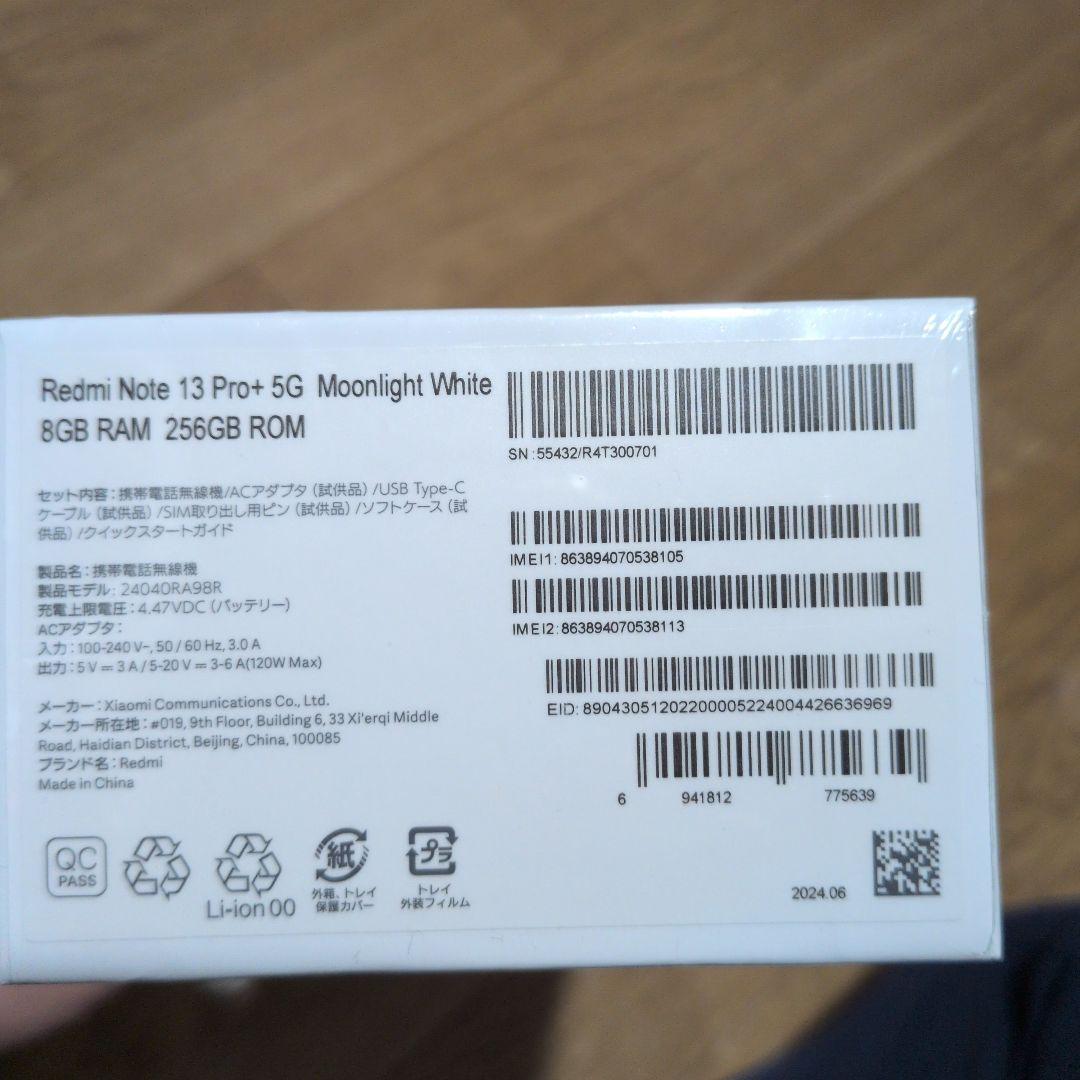 Redmi Note 13 Pro+ 5G Moonlight White
8GB RAM 256GB ROM
セット内容：携帯電話無線機/ACアダプタ（試供品）/USB Type-C
ケーブル（試供品）/SIM取り出し用ピン（試供品）/ソフトケース（試
供品）/クイックスタートガイド
製品名：携帯電話無線機
製品モデル：24040RA98R
充電上限電圧：4.47VDC（バッテリー）
ACアダプタ：
入力：100-240 V~, 50 / 60 Hz, 3.0 A
出力：5 V ⎓ 3 A / 5-20 V ⎓ 3-6 A(120W Max)
メーカー：Xiaomi Communications Co., Ltd.
メーカー所在地：#019, 9th Floor, Building 6, 33 Xi'erqi Middle
Road, Haidian District, Beijing, China, 100085
ブランド名：Redmi
Made in China
SN:55432/R4T300701
IMEI1:863894070538105
IMEI2:863894070538113
EID: 89043051202200005224004426636969
6 941812 775639
QC
PASS
Li-ion 00
紙
外箱、トレイ
保護カバー
プラ
トレイ
外装フィルム
2024.06